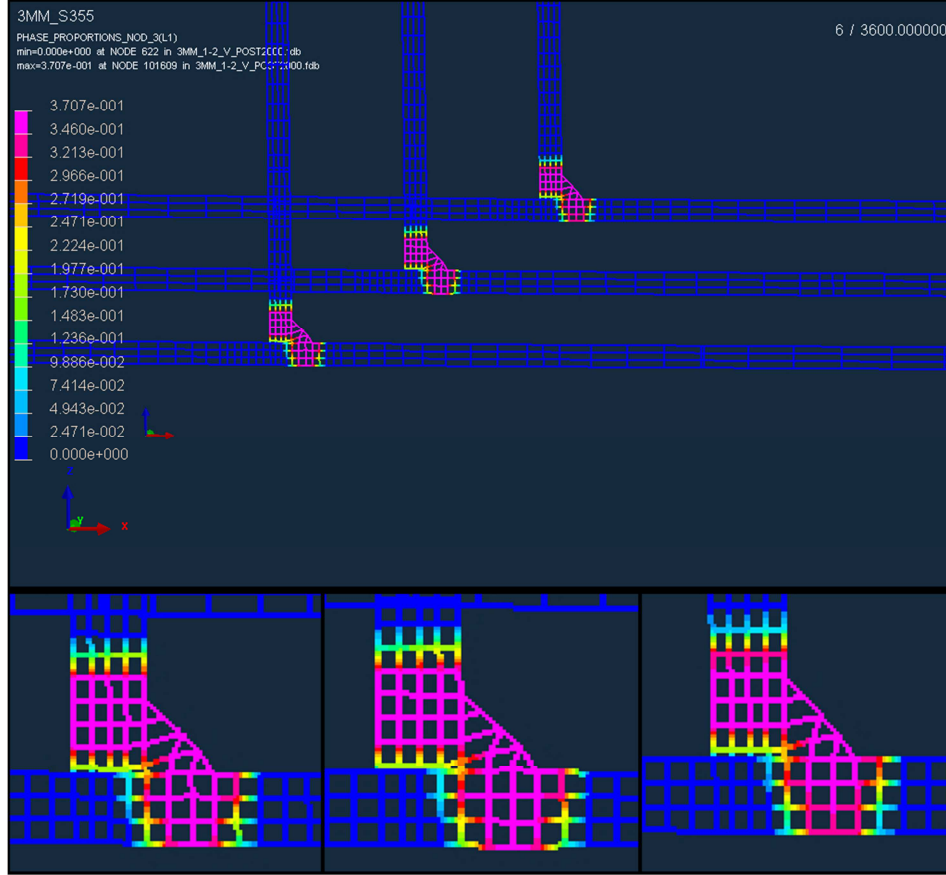 3MM_S355
PHASE_PROPORTIONS_NOD_3(L1)
min=0.000e+000 at NODE 622 in 3MM_1-2_V_POST2000.fdb
max=3.707e-001 at NODE 101609 in 3MM_1-2_V_POST2000.fdb
6 / 3600.000000
3.707e-001
3.460e-001
3.213e-001
2.966e-001
2.719e-001
2.471e-001
2.224e-001
1.977e-001
1.730e-001
1.483e-001
1.236e-001
9.886e-002
7.414e-002
4.943e-002
2.471e-002
0.000e+000
z
y
x